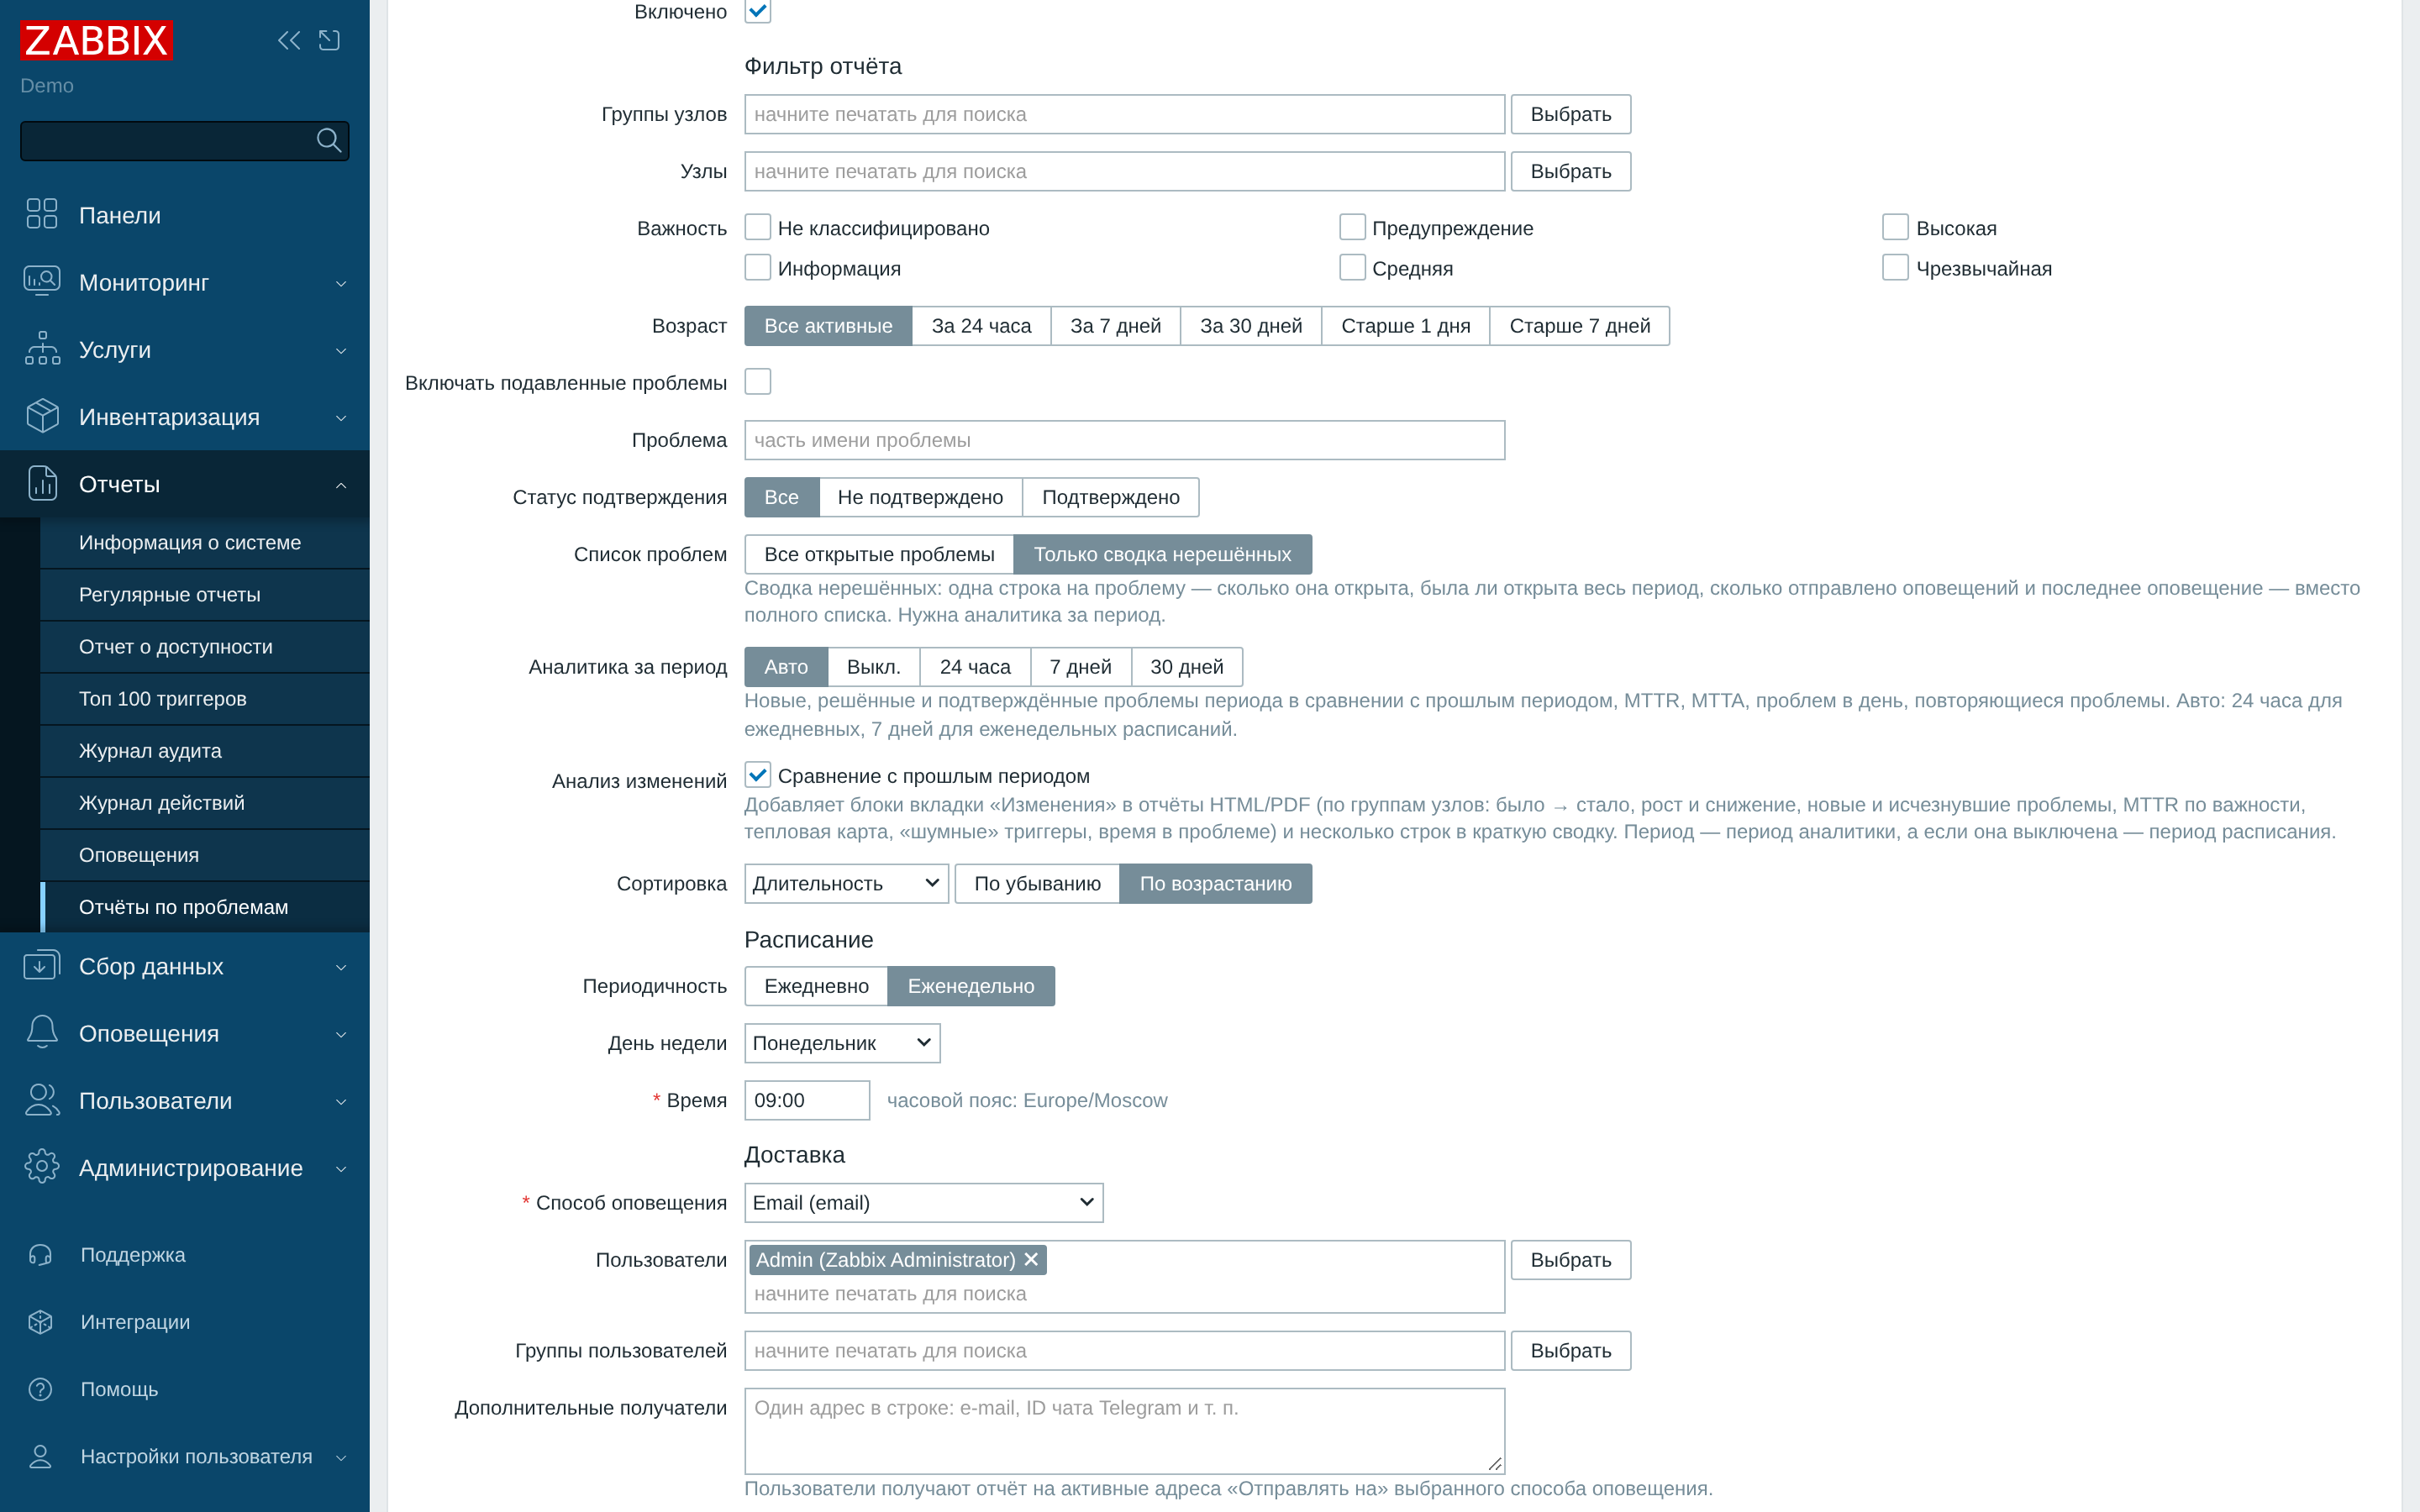 ZABBIX
Demo
Панели
Мониторинг
Услуги
Инвентаризация
Отчеты
Информация о системе
Регулярные отчеты
Отчет о доступности
Топ 100 триггеров
Журнал аудита
Журнал действий
Оповещения
Отчёты по проблемам
Сбор данных
Оповещения
Пользователи
Администрирование
Поддержка
Интеграции
Помощь
Настройки пользователя
Включено
Фильтр отчёта
Группы узлов начните печатать для поиска Выбрать
Узлы начните печатать для поиска Выбрать
Важность Не классифицировано Предупреждение Высокая
Информация Средняя Чрезвычайная
Возраст Все активные За 24 часа За 7 дней За 30 дней Старше 1 дня Старше 7 дней
Включать подавленные проблемы
Проблема часть имени проблемы
Статус подтверждения Все Не подтверждено Подтверждено
Список проблем Все открытые проблемы Только сводка нерешённых
Сводка нерешённых: одна строка на проблему — сколько она открыта, была ли открыта весь период, сколько отправлено оповещений и последнее оповещение — вместо
полного списка. Нужна аналитика за период.
Аналитика за период Авто Выкл. 24 часа 7 дней 30 дней
Новые, решённые и подтверждённые проблемы периода в сравнении с прошлым периодом, MTTR, MTTA, проблем в день, повторяющиеся проблемы. Авто: 24 часа для
ежедневных, 7 дней для еженедельных расписаний.
Анализ изменений Сравнение с прошлым периодом
Добавляет блоки вкладки «Изменения» в отчёты HTML/PDF (по группам узлов: было → стало, рост и снижение, новые и исчезнувшие проблемы, MTTR по важности,
тепловая карта, «шумные» триггеры, время в проблеме) и несколько строк в краткую сводку. Период — период аналитики, а если она выключена — период расписания.
Сортировка Длительность По убыванию По возрастанию
Расписание
Периодичность Ежедневно Еженедельно
День недели Понедельник
* Время 09:00 часовой пояс: Europe/Moscow
Доставка
* Способ оповещения Email (email)
Пользователи Admin (Zabbix Administrator) Выбрать
начните печатать для поиска
Группы пользователей начните печатать для поиска Выбрать
Дополнительные получатели Один адрес в строке: e-mail, ID чата Telegram и т. п.
Пользователи получают отчёт на активные адреса «Отправлять на» выбранного способа оповещения.